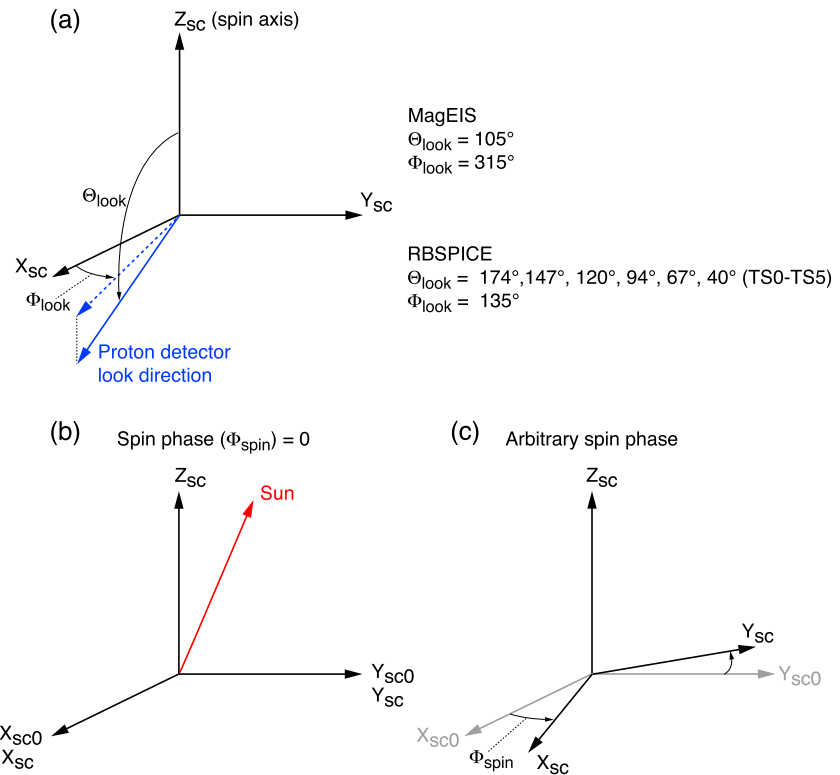 (a)
Z_SC (spin axis)
MagEIS
Θ_look = 105°
Φ_look = 315°
Θ_look
Y_SC
X_SC
Φ_look
RBSPICE
Θ_look = 174°,147°, 120°, 94°, 67°, 40° (TS0-TS5)
Φ_look = 135°
Proton detector
look direction
(b)
Spin phase (Φ_spin) = 0
Z_SC
Sun
Y_SC0
Y_SC
X_SC0
X_SC
(c)
Arbitrary spin phase
Z_SC
Y_SC
Y_SC0
X_SC0
Φ_spin
X_SC